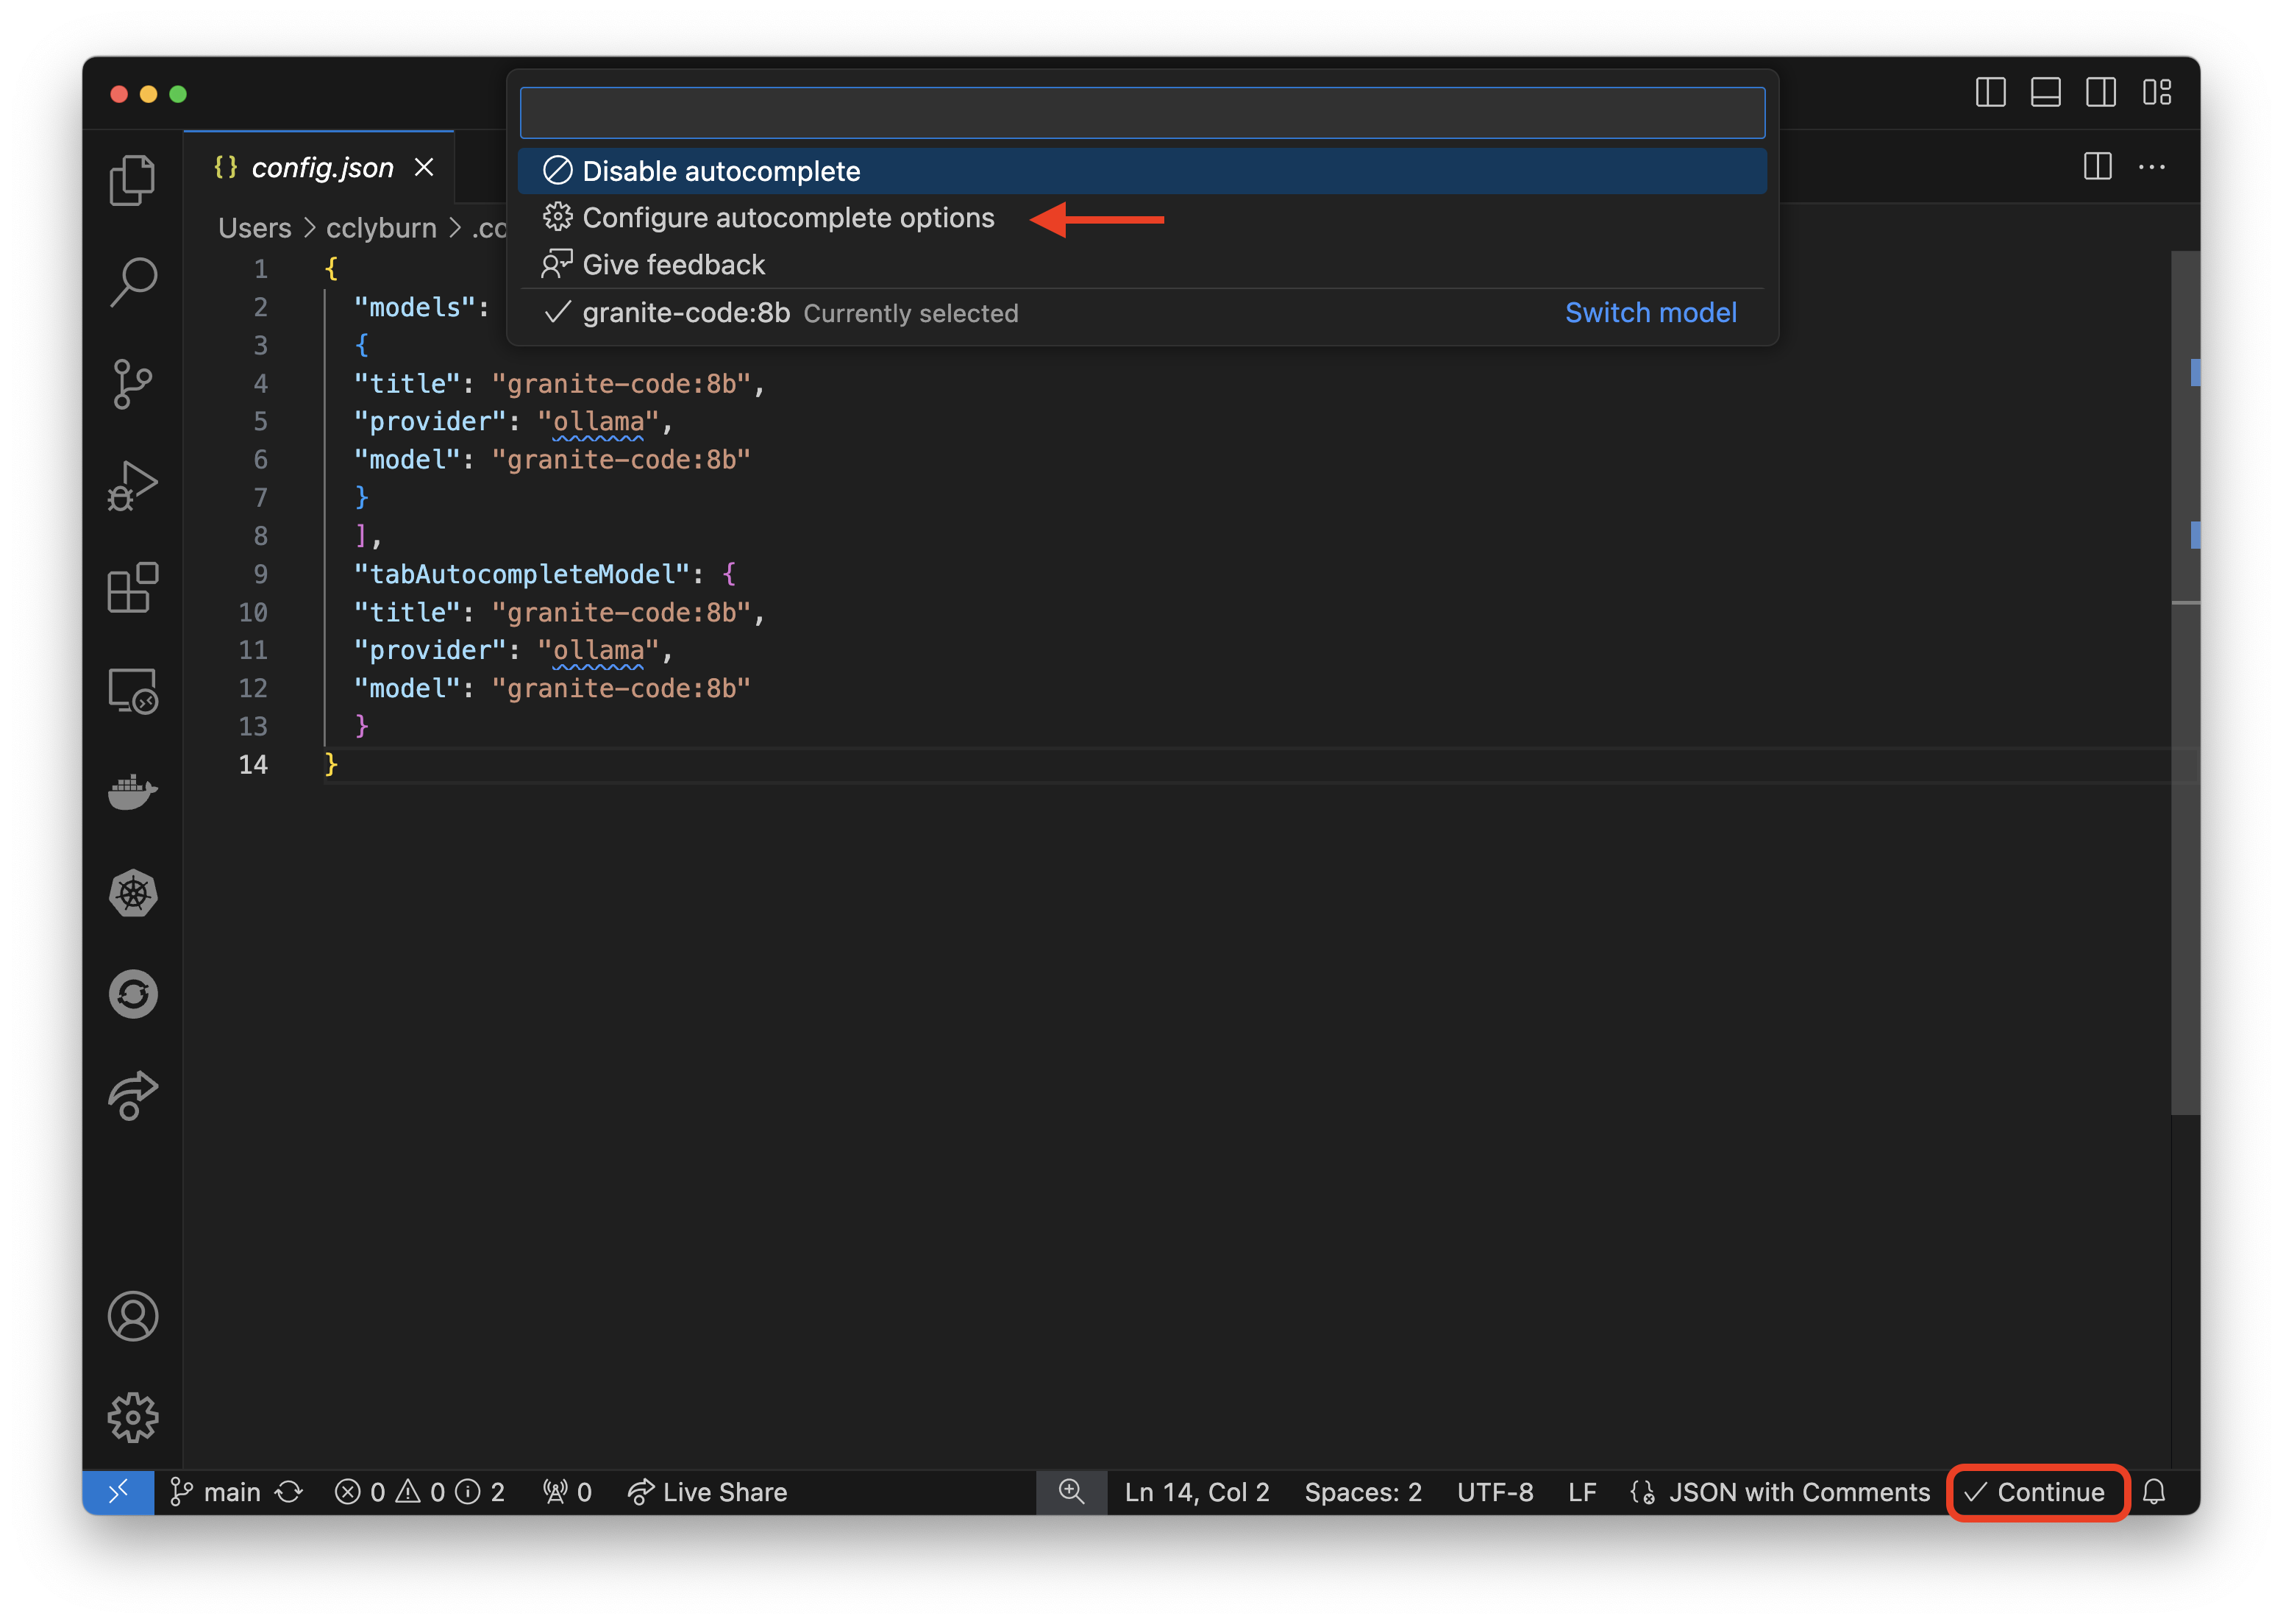 Disable autocomplete
Configure autocomplete options
Give feedback
granite-code:8b Currently selected Switch model
{} config.json
Users > cclyburn >
1 {
2 "models":
3 {
4 "title": "granite-code:8b",
5 "provider": "ollama",
6 "model": "granite-code:8b"
7 }
8 ],
9 "tabAutocompleteModel": {
10 "title": "granite-code:8b",
11 "provider": "ollama",
12 "model": "granite-code:8b"
13 }
14 }
main 0 0 2 0 Live Share Ln 14, Col 2 Spaces: 2 UTF-8 LF {} JSON with Comments Continue